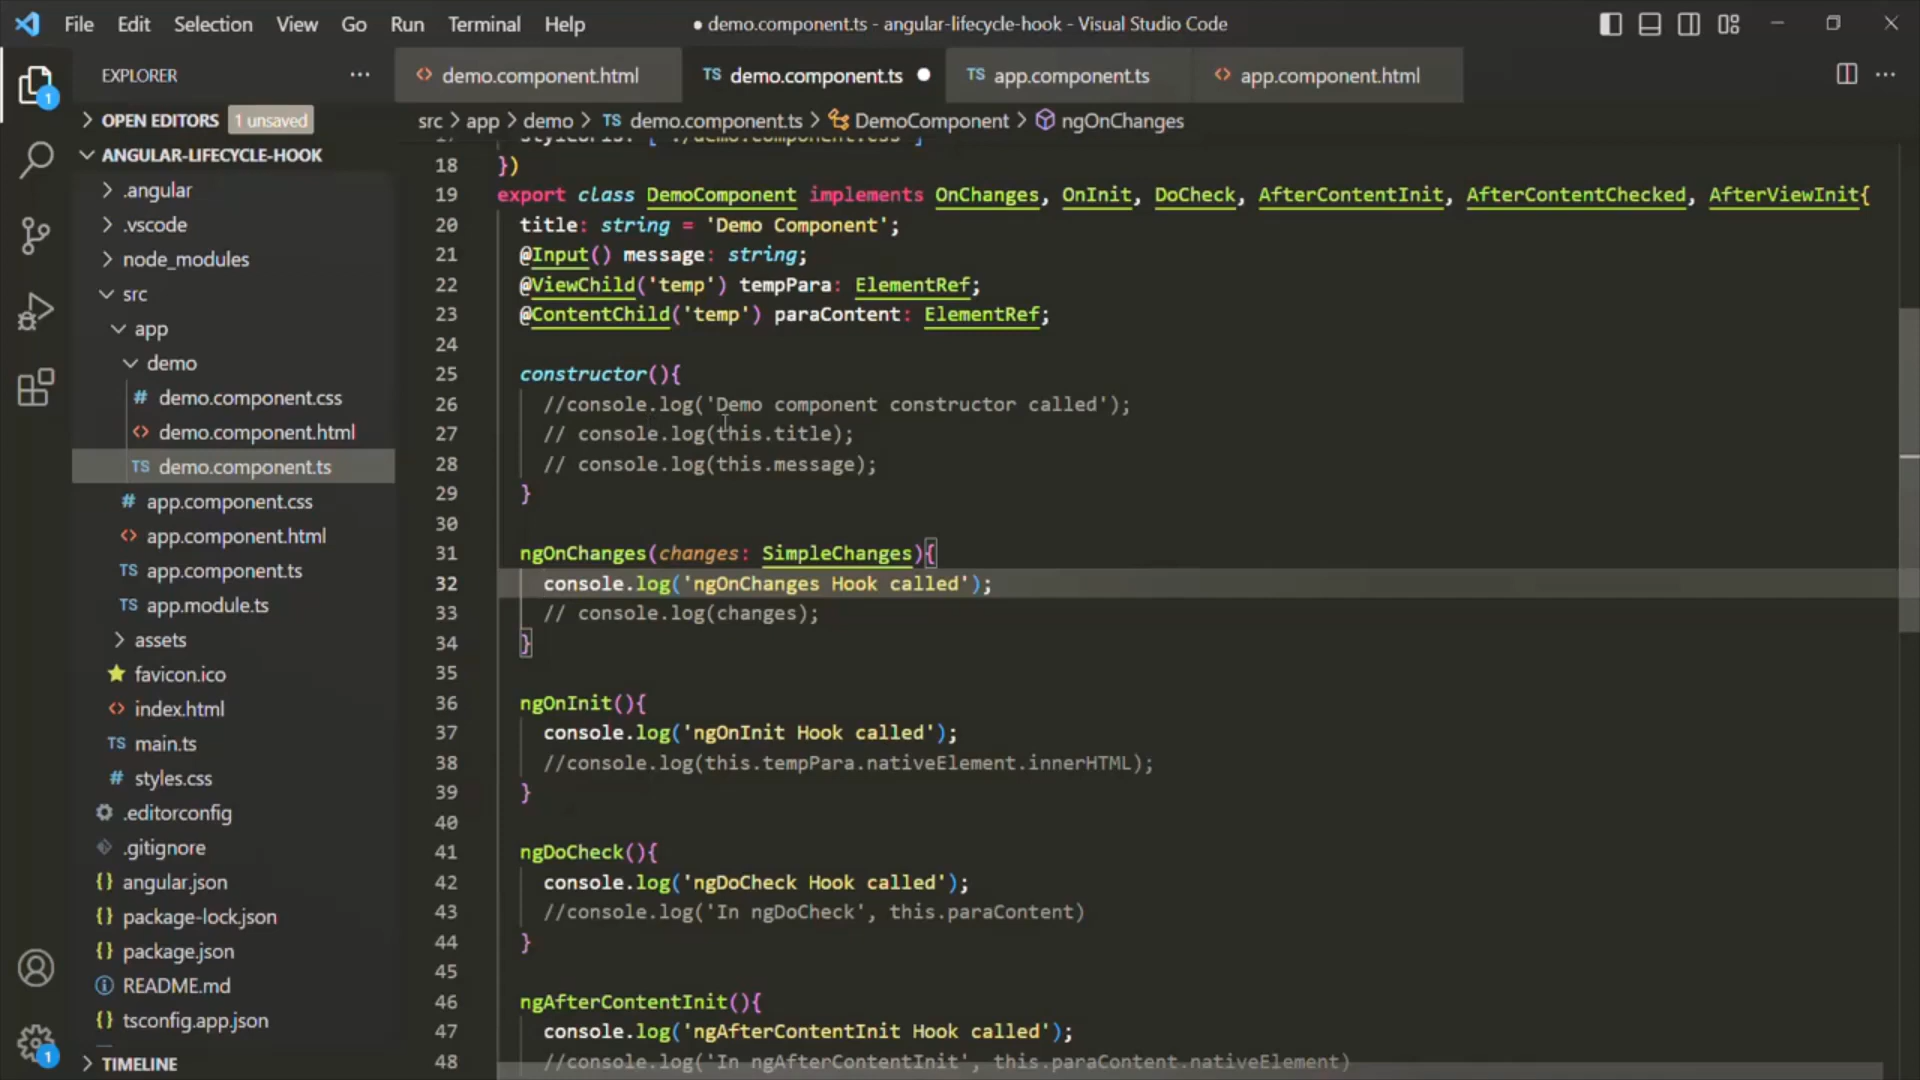 File Edit Selection View Go Run Terminal Help
● demo.component.ts - angular-lifecycle-hook - Visual Studio Code
EXPLORER
demo.component.html
TS demo.component.ts
TS app.component.ts
app.component.html
OPEN EDITORS 1 unsaved
src > app > demo > TS demo.component.ts > DemoComponent > ngOnChanges
ANGULAR-LIFECYCLE-HOOK
.angular
.vscode
node_modules
src
app
demo
# demo.component.css
<> demo.component.html
TS demo.component.ts
# app.component.css
<> app.component.html
TS app.component.ts
TS app.module.ts
assets
favicon.ico
<> index.html
TS main.ts
# styles.css
.editorconfig
.gitignore
{} angular.json
{} package-lock.json
{} package.json
README.md
{} tsconfig.app.json
TIMELINE
1
1
17 styleUrls: [ './demo.component.css' ]
18 })
19 export class DemoComponent implements OnChanges, OnInit, DoCheck, AfterContentInit, AfterContentChecked, AfterViewInit{
20 title: string = 'Demo Component';
21 @Input() message: string;
22 @ViewChild('temp') tempPara: ElementRef;
23 @ContentChild('temp') paraContent: ElementRef;
24
25 constructor(){
26 //console.log('Demo component constructor called');
27 // console.log(this.title);
28 // console.log(this.message);
29 }
30
31 ngOnChanges(changes: SimpleChanges){
32 console.log('ngOnChanges Hook called');
33 // console.log(changes);
34 }
35
36 ngOnInit(){
37 console.log('ngOnInit Hook called');
38 //console.log(this.tempPara.nativeElement.innerHTML);
39 }
40
41 ngDoCheck(){
42 console.log('ngDoCheck Hook called');
43 //console.log('In ngDoCheck', this.paraContent)
44 }
45
46 ngAfterContentInit(){
47 console.log('ngAfterContentInit Hook called');
48 //console.log('In ngAfterContentInit', this.paraContent.nativeElement)